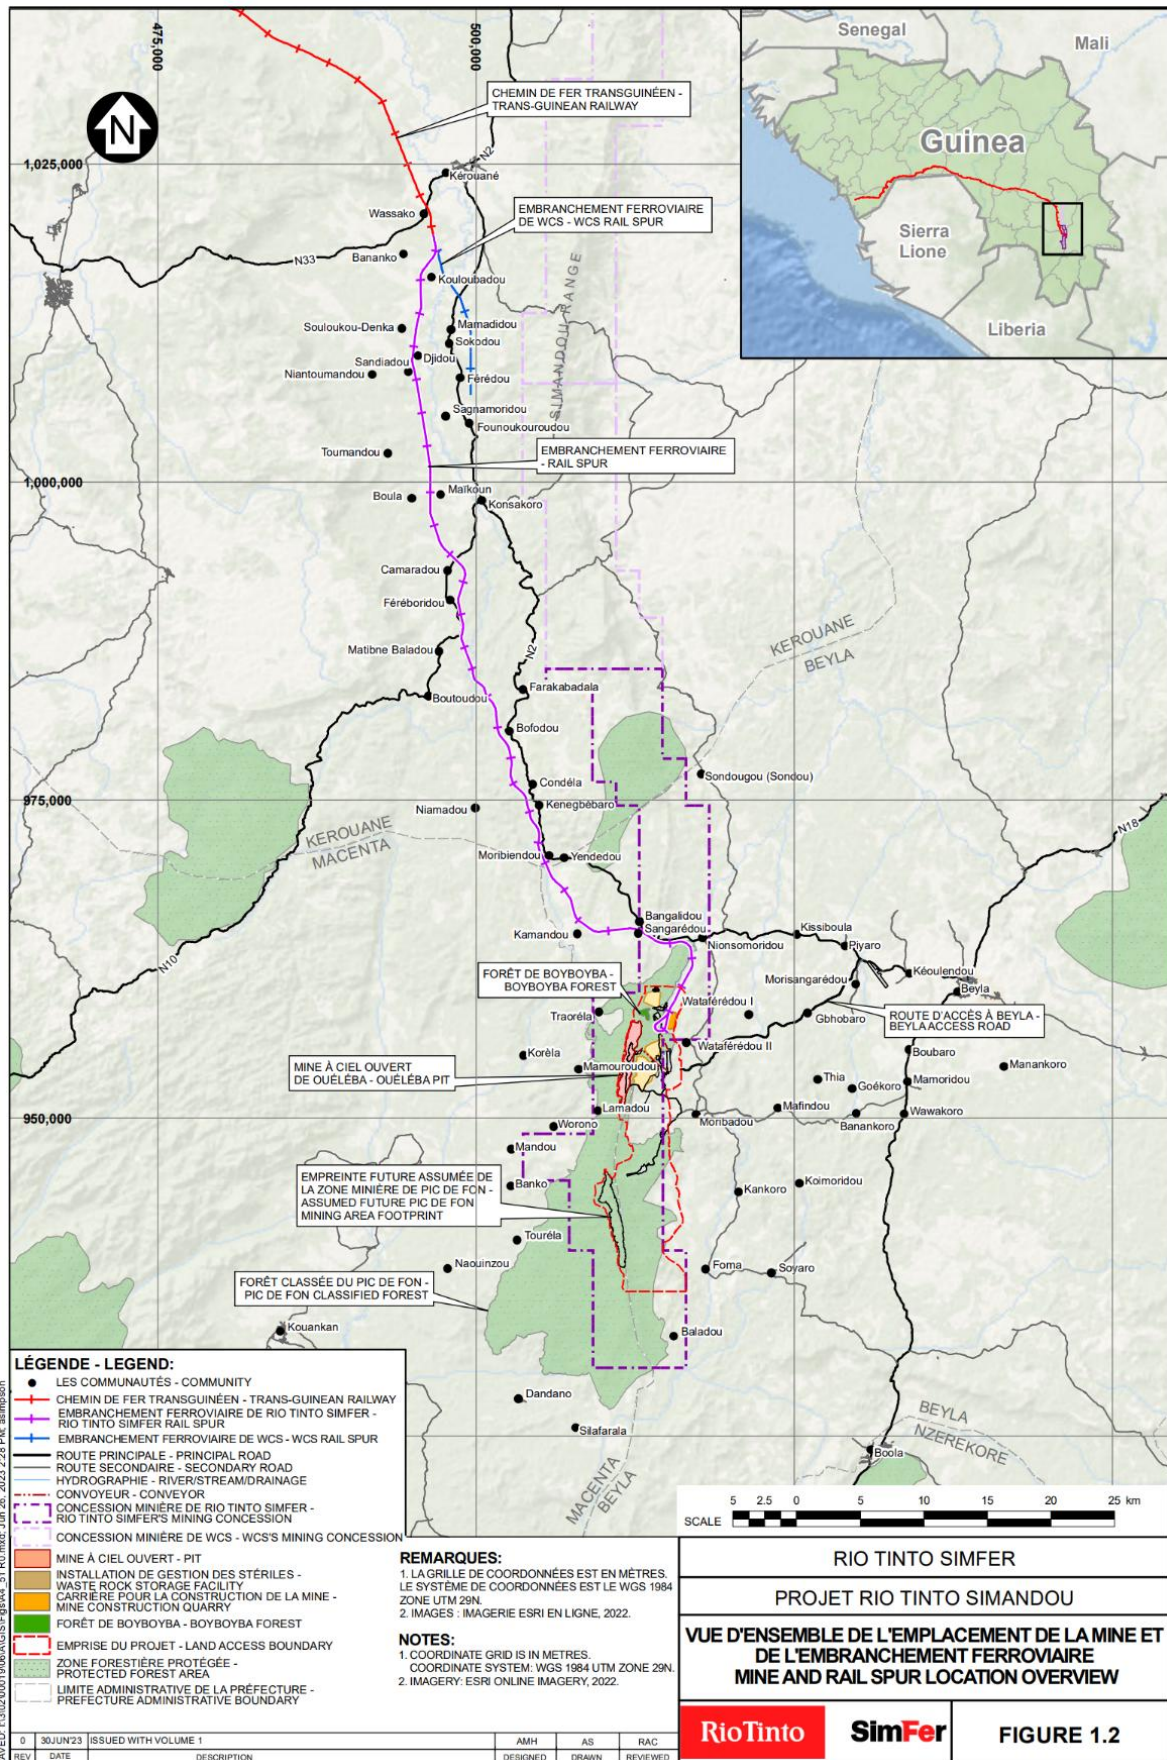 475,000
500,000
Senegal
Mali
Guinea
Sierra
Lione
Liberia
CHEMIN DE FER TRANSGUINÉEN -
TRANS-GUINEAN RAILWAY
N
1,025,000
N2
Kérouané
Wassako
EMBRANCHEMENT FERROVIAIRE
DE WCS - WCS RAIL SPUR
N33
Bananko
Kouloubadou
SIMANDOU RANGE
Souloukou-Denka
Mamadidou
Sokodou
Djidou
Sandiadou
Niantoumandou
Férédou
Sagnamoridou
Founoukouroudou
Toumandou
EMBRANCHEMENT FERROVIAIRE
- RAIL SPUR
1,000,000
Boula
Maïkoun
Konsakoro
Camaradou
Féréboridou
Matibne Baladou
N2
KEROUANE
BEYLA
Boutoudou
Farakabadala
Bofodou
Sondougou (Sondou)
Condéla
975,000
Niamadou
Kenegbébaro
N18
KEROUANE
MACENTA
Moribiendou
Yendedou
Bangalidou
Kamandou
Sangarédou
Nionsomoridou
Kissiboula
Piyaro
N10
FORÊT DE BOYBOYBA -
BOYBOYBA FOREST
Morisangarédou
Kéoulendou
Beyla
Traoréla
Wataférédou I
Gbhobaro
ROUTE D'ACCÈS À BEYLA -
BEYLA ACCESS ROAD
Korèla
Wataférédou II
Boubaro
MINE À CIEL OUVERT
DE OUÉLÉBA - OUÉLÉBA PIT
Mamouroudou
Thia
Goékoro
Mamoridou
Manankoro
950,000
Lamadou
Moribadou
Mafindou
Banankoro
Wawakoro
Worono
Mandou
EMPREINTE FUTURE ASSUMÉE DE
LA ZONE MINIÈRE DE PIC DE FON -
ASSUMED FUTURE PIC DE FON
MINING AREA FOOTPRINT
Banko
Kankoro
Koimoridou
Touréla
Naouinzou
Foma
Soyaro
FORÊT CLASSÉE DU PIC DE FON -
PIC DE FON CLASSIFIED FOREST
Kouankan
Baladou
Dandano
Silafarala
BEYLA
NZEREKORE
Boola
MACENTA
BEYLA
LÉGENDE - LEGEND:
LES COMMUNAUTÉS - COMMUNITY
CHEMIN DE FER TRANSGUINÉEN - TRANS-GUINEAN RAILWAY
EMBRANCHEMENT FERROVIAIRE DE RIO TINTO SIMFER -
RIO TINTO SIMFER RAIL SPUR
EMBRANCHEMENT FERROVIAIRE DE WCS - WCS RAIL SPUR
ROUTE PRINCIPALE - PRINCIPAL ROAD
ROUTE SECONDAIRE - SECONDARY ROAD
HYDROGRAPHIE - RIVER/STREAM/DRAINAGE
CONVOYEUR - CONVEYOR
CONCESSION MINIÈRE DE RIO TINTO SIMFER -
RIO TINTO SIMFER'S MINING CONCESSION
CONCESSION MINIÈRE DE WCS - WCS'S MINING CONCESSION
MINE À CIEL OUVERT - PIT
INSTALLATION DE GESTION DES STÉRILES -
WASTE ROCK STORAGE FACILITY
CARRIÈRE POUR LA CONSTRUCTION DE LA MINE -
MINE CONSTRUCTION QUARRY
FORÊT DE BOYBOYBA - BOYBOYBA FOREST
EMPRISE DU PROJET - LAND ACCESS BOUNDARY
ZONE FORESTIÈRE PROTÉGÉE -
PROTECTED FOREST AREA
LIMITE ADMINISTRATIVE DE LA PRÉFECTURE -
PREFECTURE ADMINISTRATIVE BOUNDARY
REMARQUES:
1. LA GRILLE DE COORDONNÉES EST EN MÈTRES.
LE SYSTÈME DE COORDONNÉES EST LE WGS 1984
ZONE UTM 29N.
2. IMAGES : IMAGERIE ESRI EN LIGNE, 2022.
NOTES:
1. COORDINATE GRID IS IN METRES.
COORDINATE SYSTEM: WGS 1984 UTM ZONE 29N.
2. IMAGERY: ESRI ONLINE IMAGERY, 2022.
5 2.5 0 5 10 15 20 25 km
SCALE
RIO TINTO SIMFER
PROJET RIO TINTO SIMANDOU
VUE D'ENSEMBLE DE L'EMPLACEMENT DE LA MINE ET
DE L'EMBRANCHEMENT FERROVIAIRE
MINE AND RAIL SPUR LOCATION OVERVIEW
RioTinto
SimFer
FIGURE 1.2
0 30JUN'23 ISSUED WITH VOLUME 1 AMH AS RAC
REV DATE DESCRIPTION DESIGNED DRAWN REVIEWED